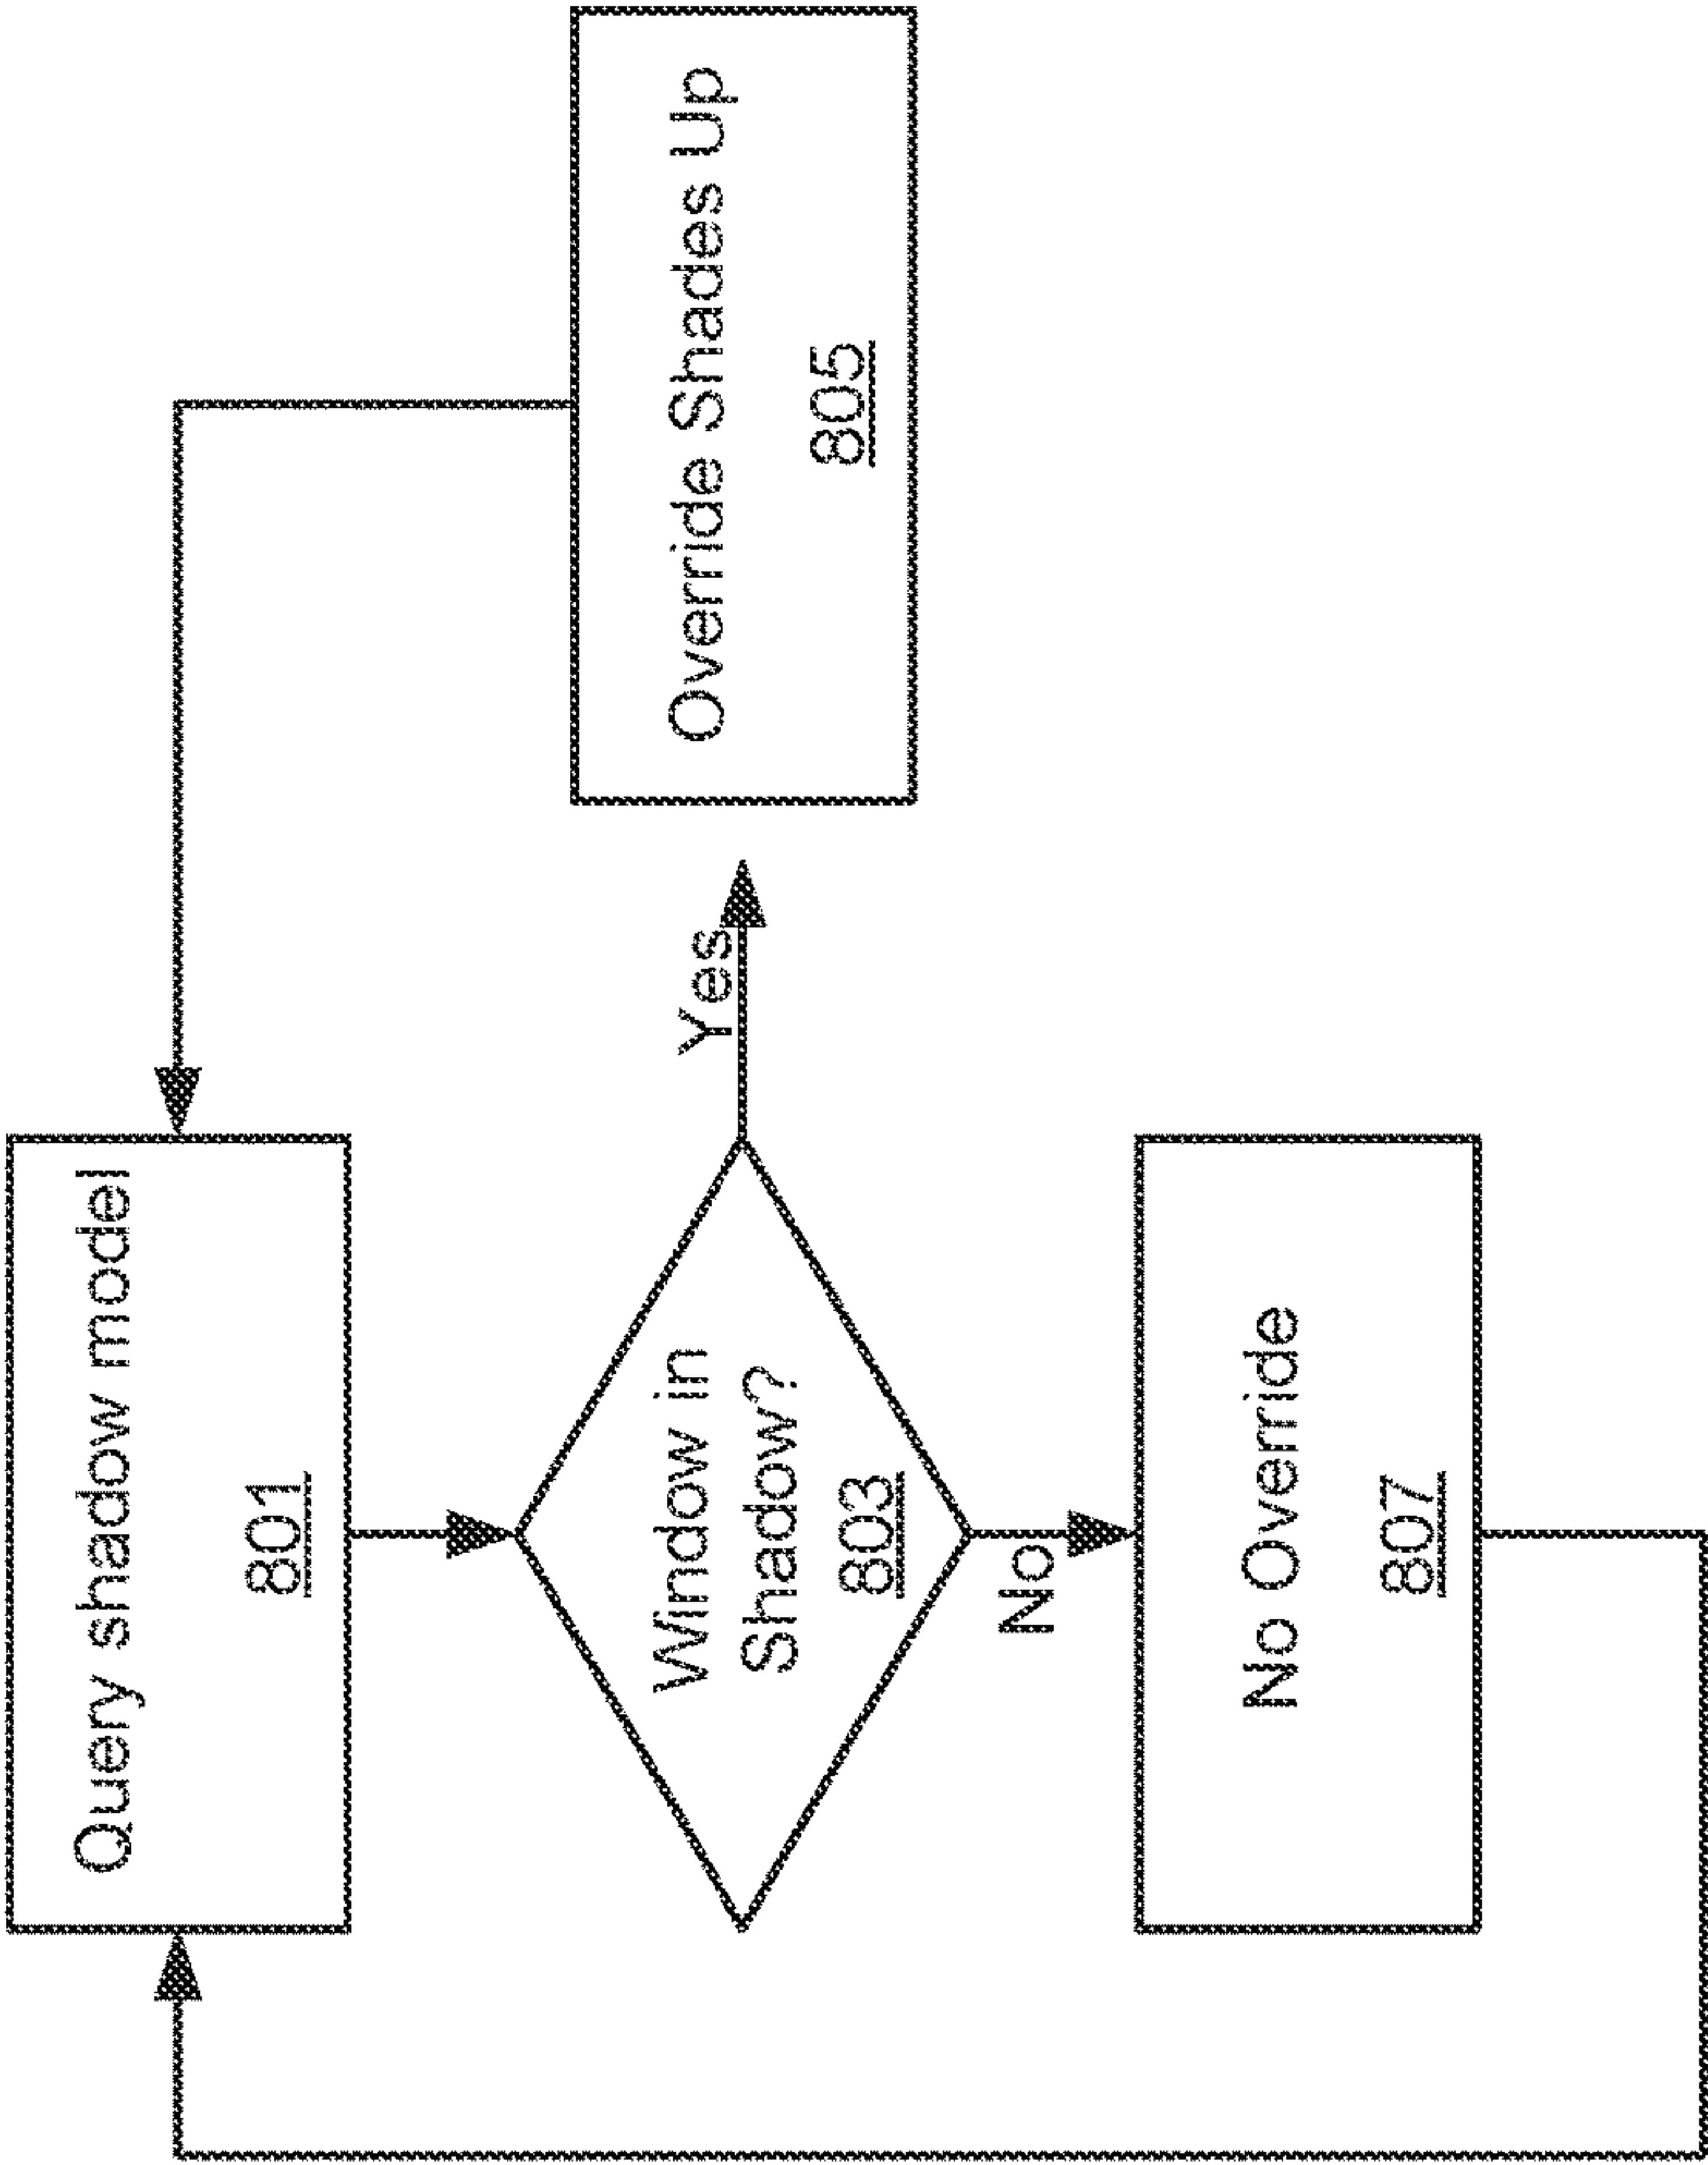 Query shadow model
801
Window in
Shadow?
803
Yes
Override Shades Up
805
No
No Override
807